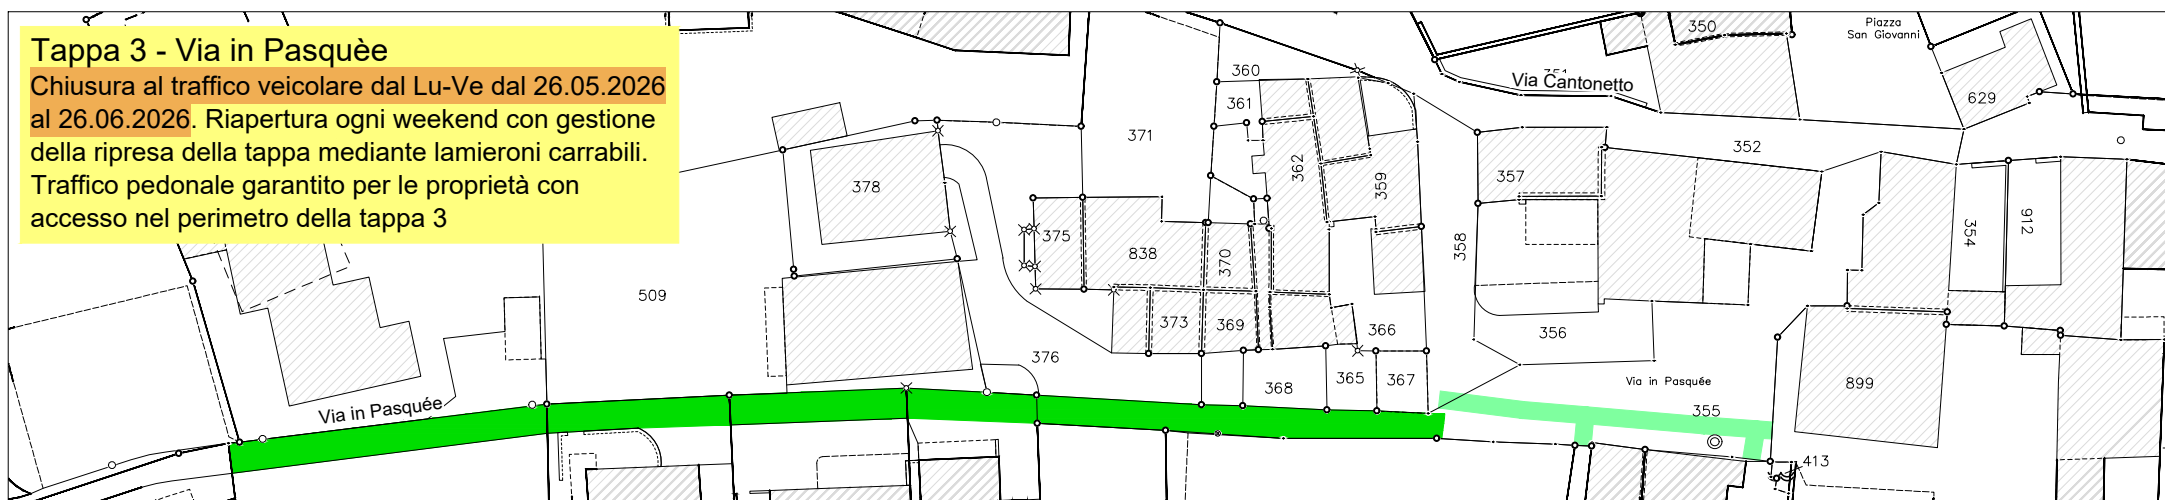 Tappa 3 - Via in Pasquèe
Chiusura al traffico veicolare dal Lu-Ve dal 26.05.2026
al 26.06.2026. Riapertura ogni weekend con gestione
della ripresa della tappa mediante lamieroni carrabili.
Traffico pedonale garantito per le proprietà con
accesso nel perimetro della tappa 3
Piazza
San Giovanni
350
360
Via Cantonetto
361
629
371
352
362
357
359
378
375
838
370
358
354
912
509
373
369
366
356
376
368
365
367
Via in Pasquée
899
Via in Pasquée
355
413